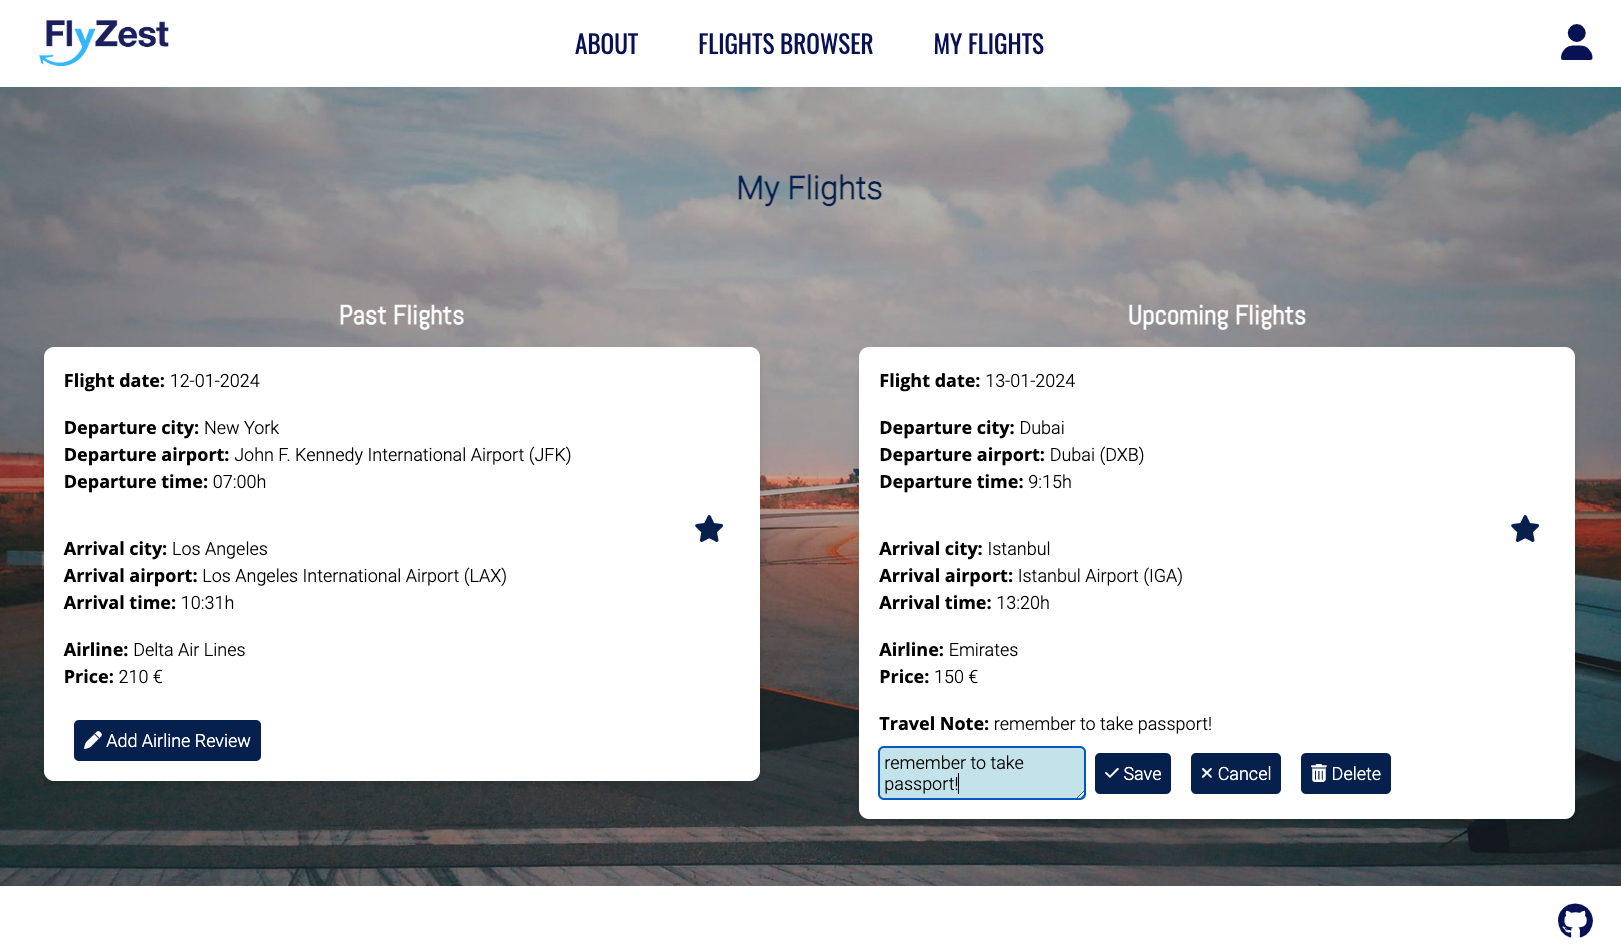 FlyZest
ABOUT
FLIGHTS BROWSER
MY FLIGHTS
My Flights
Past Flights
Flight date: 12-01-2024
Departure city: New York
Departure airport: John F. Kennedy International Airport (JFK)
Departure time: 07:00h
Arrival city: Los Angeles
Arrival airport: Los Angeles International Airport (LAX)
Arrival time: 10:31h
Airline: Delta Air Lines
Price: 210 €
Add Airline Review
Upcoming Flights
Flight date: 13-01-2024
Departure city: Dubai
Departure airport: Dubai (DXB)
Departure time: 9:15h
Arrival city: Istanbul
Arrival airport: Istanbul Airport (IGA)
Arrival time: 13:20h
Airline: Emirates
Price: 150 €
Travel Note: remember to take passport!
remember to take
passport!
Save
Cancel
Delete